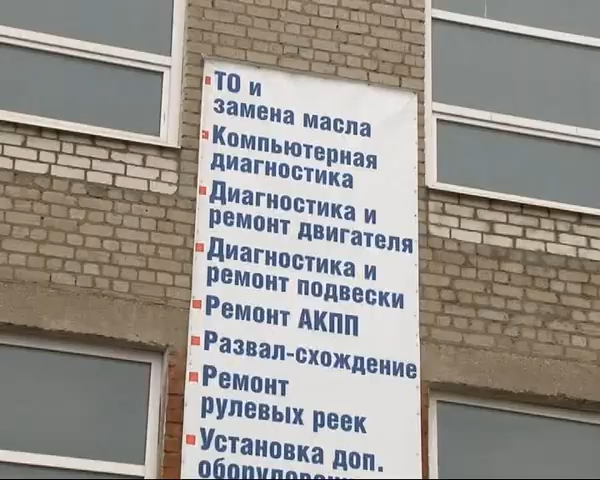 ТО и
замена масла
Компьютерная
диагностика
Диагностика и
ремонт двигателя
Диагностика и
ремонт подвески
Ремонт АКПП
Развал-схождение
Ремонт
рулевых реек
Установка доп.